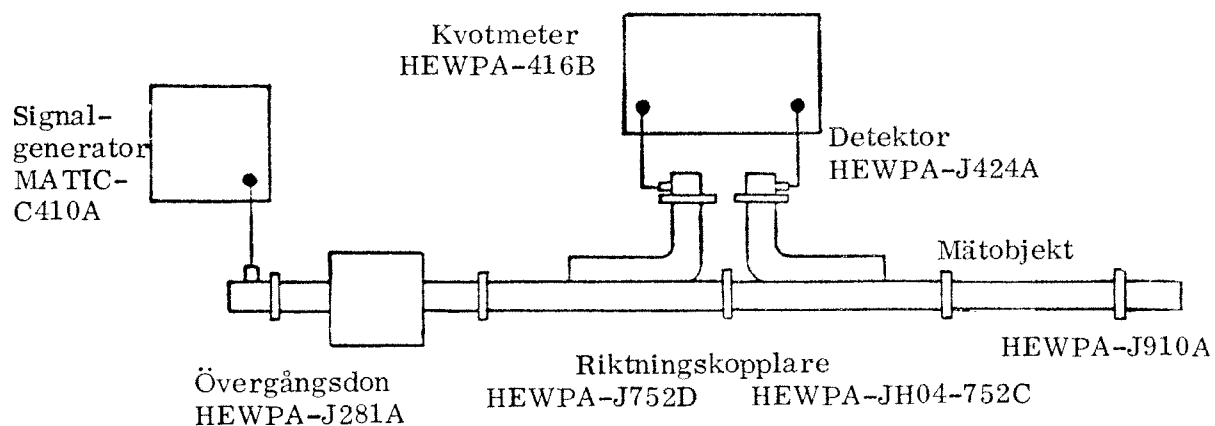 Kvotmeter
HEWPA-416B
Signal-
generator
MATIC-
C410A
Detektor
HEWPA-J424A
Mätobjekt
HEWPA-J910A
Övergångsdon
HEWPA-J281A
Riktningskopplare
HEWPA-J752D
HEWPA-JH04-752C